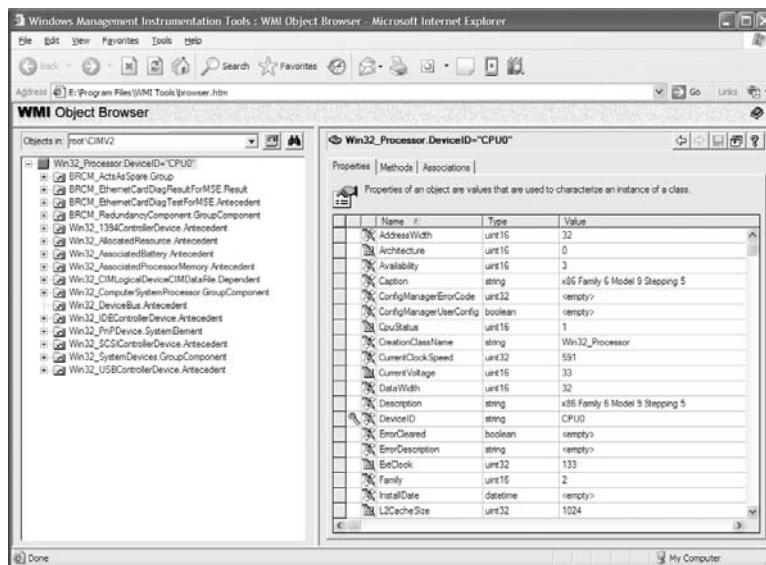 Windows Management Instrumentation Tools : WMI Object Browser - Microsoft Internet Explorer
File Edit View Favorites Tools Help
Back Search Favorites
Address E:\Program Files\WMI Tools\browser.htm Go Links
WMI Object Browser
Objects in: root\CIMV2
Win32_Processor.DeviceID="CPU0"
BRCM_ActsAsSpare.Group
BRCM_EthernetCardDiagResultForMSE.Result
BRCM_EthernetCardDiagTestForMSE.Antecedent
BRCM_RedundancyComponent.GroupComponent
Win32_1394ControllerDevice.Antecedent
Win32_AllocatedResource.Antecedent
Win32_AssociatedBattery.Antecedent
Win32_AssociatedProcessorMemory.Antecedent
Win32_CIMLogicalDeviceCIMDataFile.Dependent
Win32_ComputerSystemProcessor.GroupComponent
Win32_DeviceBus.Antecedent
Win32_IDEControllerDevice.Antecedent
Win32_PnPDevice.SystemElement
Win32_SCSIControllerDevice.Antecedent
Win32_SystemDevices.GroupComponent
Win32_USBControllerDevice.Antecedent
Win32_Processor.DeviceID="CPU0"
Properties Methods Associations
Properties of an object are values that are used to characterize an instance of a class.
Name Type Value
AddressWidth uint16 32
Architecture uint16 0
Availability uint16 3
Caption string x86 Family 6 Model 9 Stepping 5
ConfigManagerErrorCode uint32 <empty>
ConfigManagerUserConfig boolean <empty>
CpuStatus uint16 1
CreationClassName string Win32_Processor
CurrentClockSpeed uint32 591
CurrentVoltage uint16 33
DataWidth uint16 32
Description string x86 Family 6 Model 9 Stepping 5
DeviceID string CPU0
ErrorCleared boolean <empty>
ErrorDescription string <empty>
ExtClock uint32 133
Family uint16 2
InstallDate datetime <empty>
L2CacheSize uint32 1024
Done My Computer